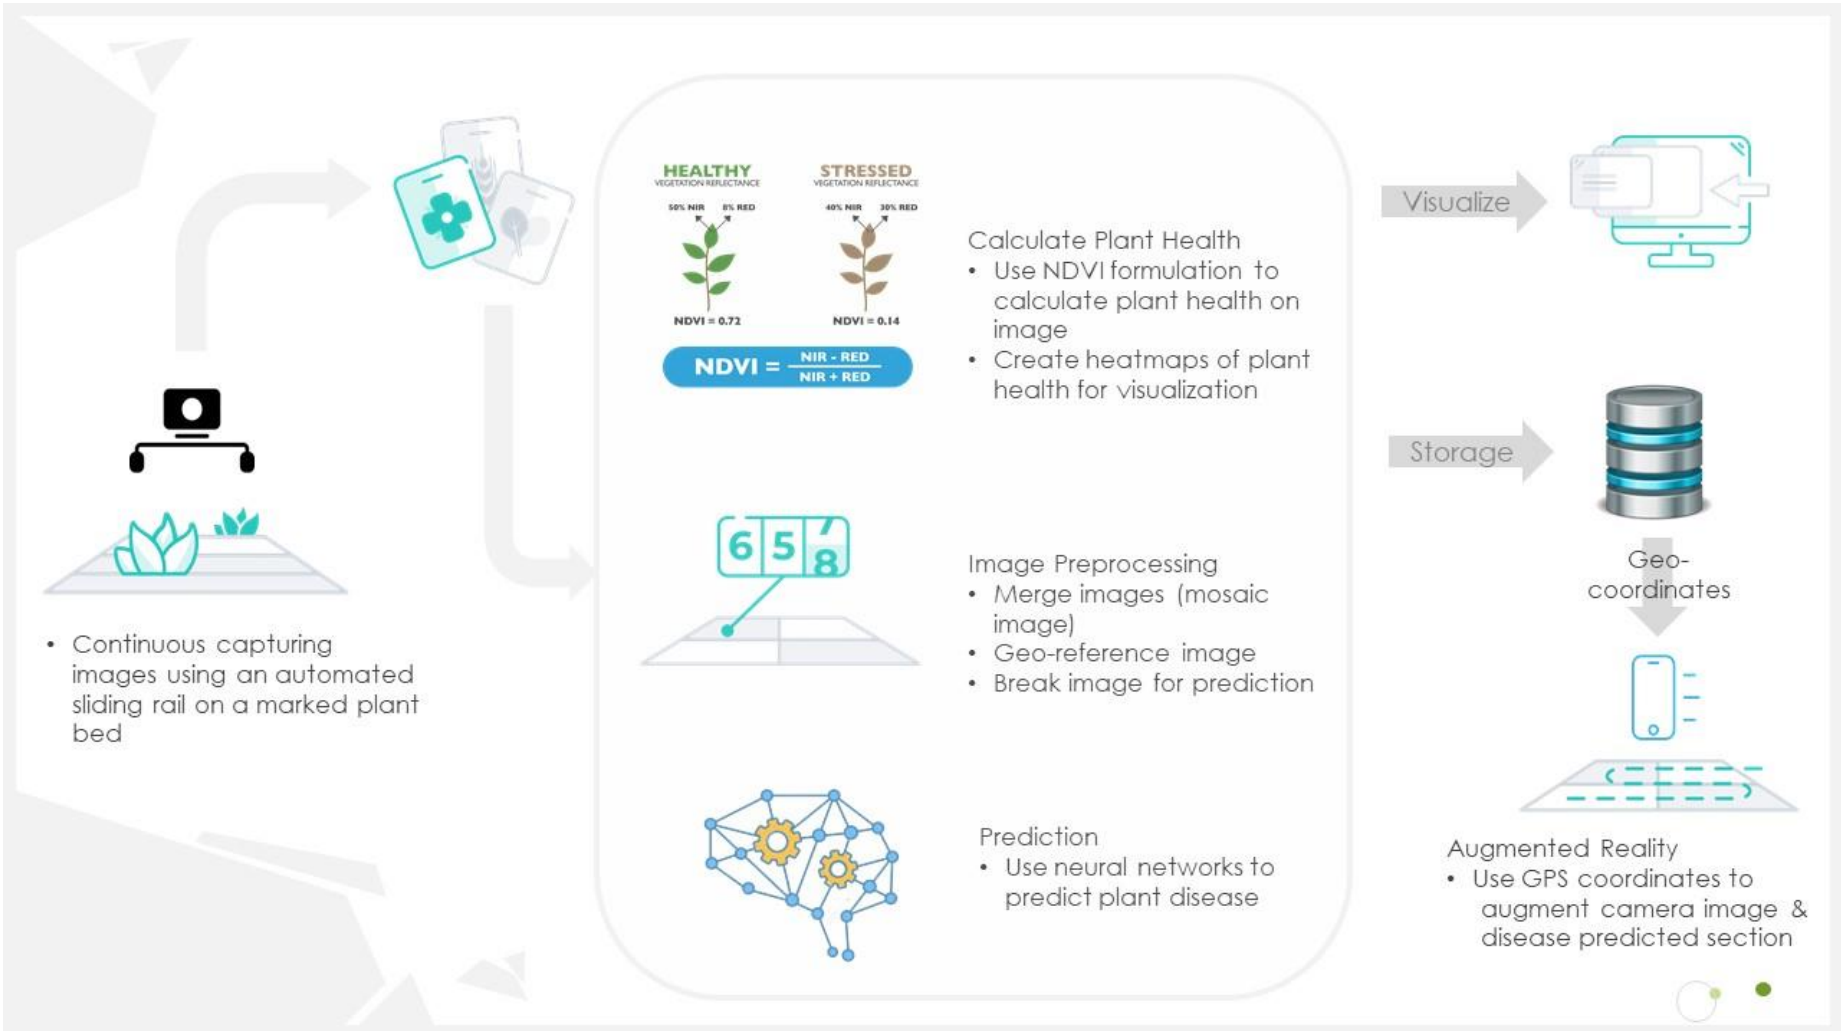 Continuous capturing
images using an automated
sliding rail on a marked plant
bed
HEALTHY
VEGETATION REFLECTANCE
50% NIR 8% RED
NDVI = 0.72
STRESSED
VEGETATION REFLECTANCE
40% NIR 30% RED
NDVI = 0.14
NDVI = NIR - RED
NIR + RED
Calculate Plant Health
• Use NDVI formulation to
calculate plant health on
image
• Create heatmaps of plant
health for visualization
6 5 7
8
Image Preprocessing
• Merge images (mosaic
image)
• Geo-reference image
• Break image for prediction
Prediction
• Use neural networks to
predict plant disease
Visualize
Storage
Geo-
coordinates
Augmented Reality
• Use GPS coordinates to
augment camera image &
disease predicted section